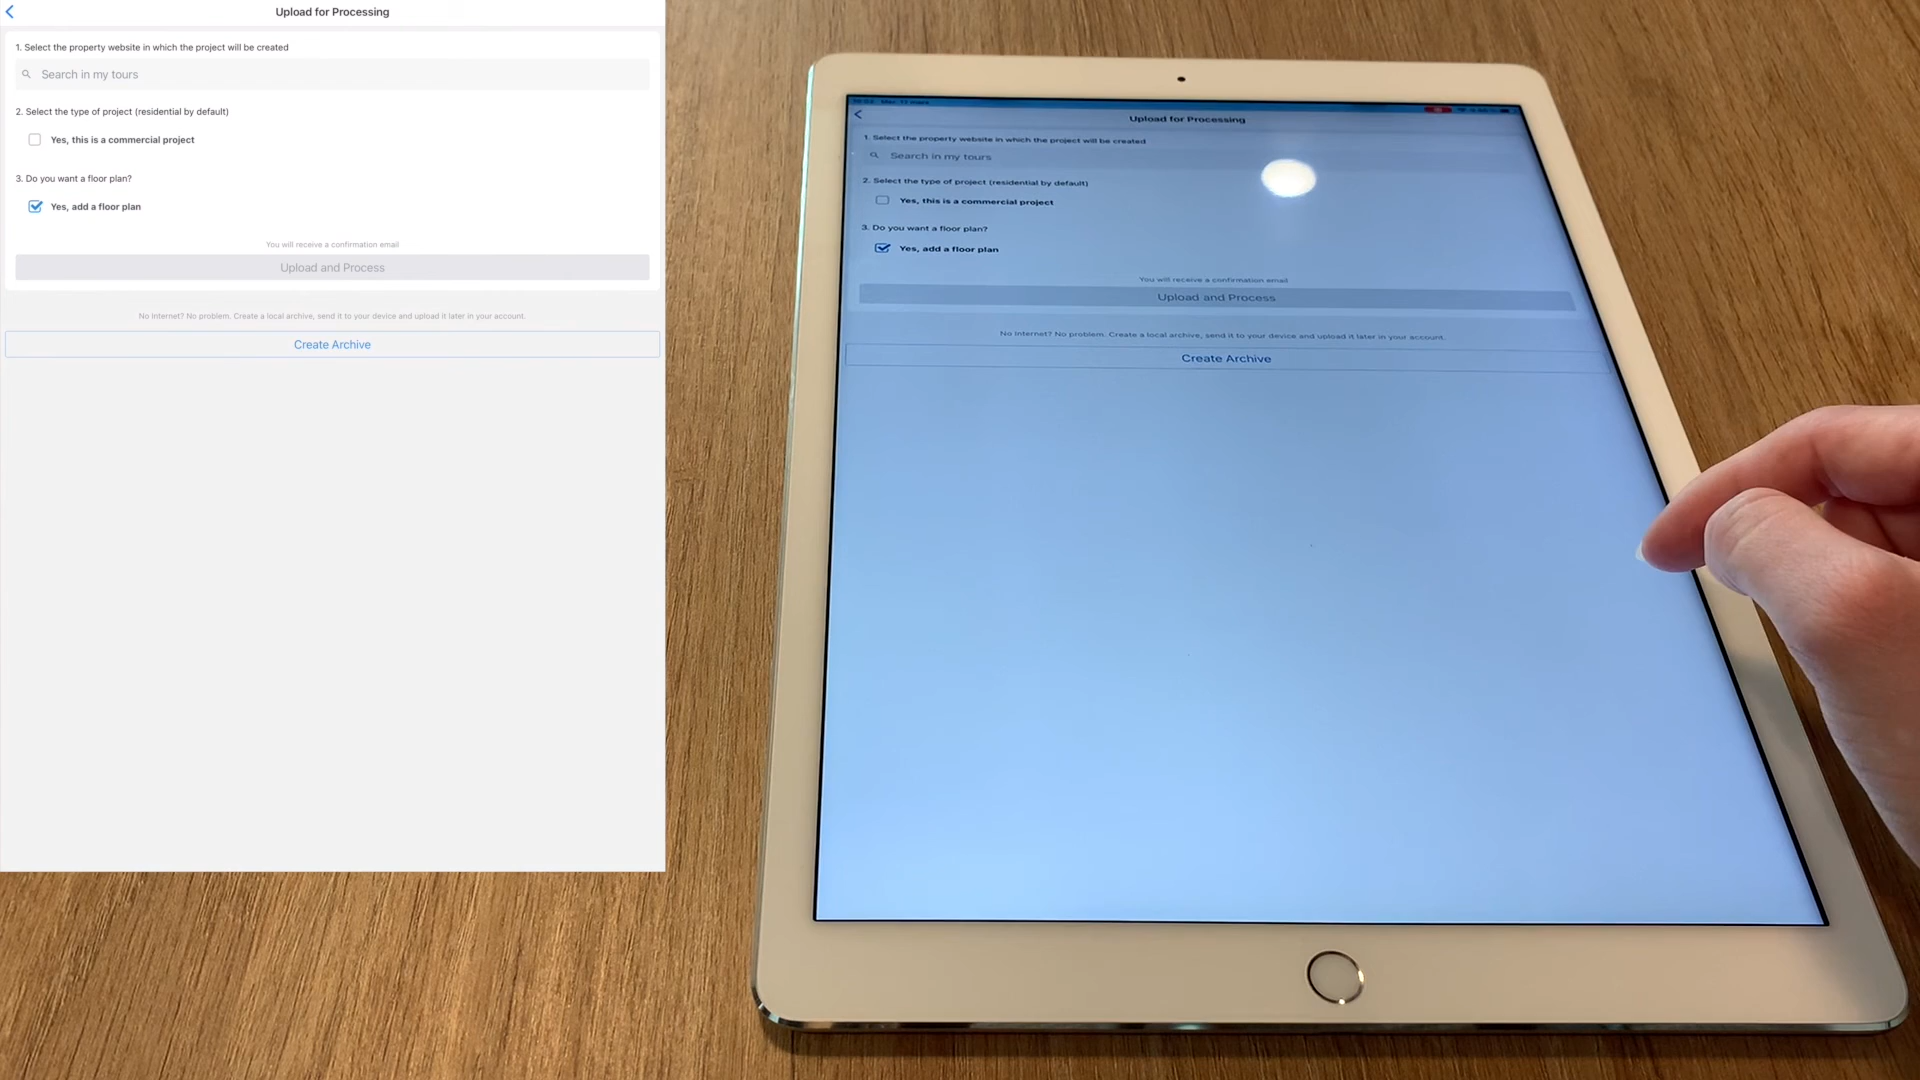 Upload for Processing
1. Select the property website in which the project will be created
Search in my tours
2. Select the type of project (residential by default)
Yes, this is a commercial project
3. Do you want a floor plan?
Yes, add a floor plan
You will receive a confirmation email
Upload and Process
No Internet? No problem. Create a local archive, send it to your device and upload it later in your account.
Create Archive
Upload for Processing
1. Select the property website in which the project will be created
Search in my tours
2. Select the type of project (residential by default)
Yes, this is a commercial project
3. Do you want a floor plan?
Yes, add a floor plan
You will receive a confirmation email
Upload and Process
No Internet? No problem. Create a local archive, send it to your device and upload it later in your account.
Create Archive